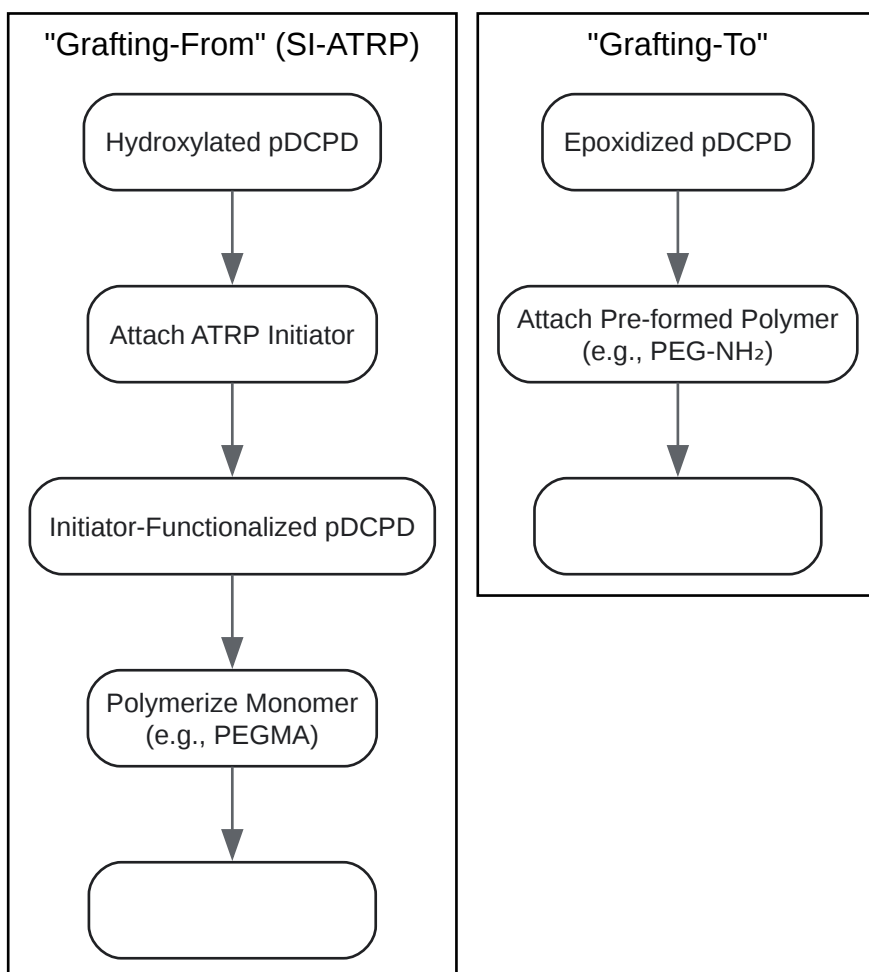 "Grafting-From" (SI-ATRP)
Hydroxylated pDCPD
Attach ATRP Initiator
Initiator-Functionalized pDCPD
Polymerize Monomer
(e.g., PEGMA)
"Grafting-To"
Epoxidized pDCPD
Attach Pre-formed Polymer
(e.g., PEG-NH₂)